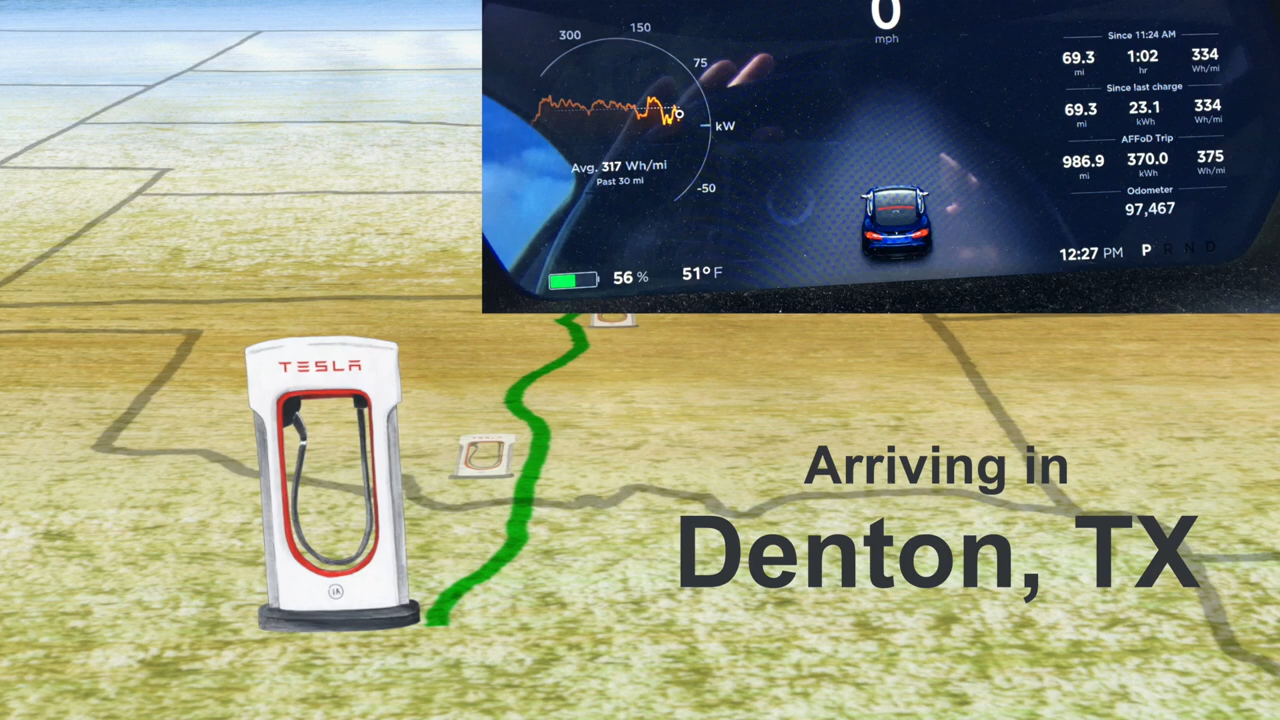 0
mph
300
150
75
kW
-50
Avg. 317 Wh/mi
Past 30 mi
56 %
51° F
Since 11:24 AM
69.3 1:02 334
mi hr Wh/mi
Since last charge
69.3 23.1 334
mi kWh Wh/mi
AFFoD Trip
986.9 370.0 375
mi kWh Wh/mi
Odometer
97,467
12:27 PM P R N D
TESLA
1A
Arriving in
Denton, TX